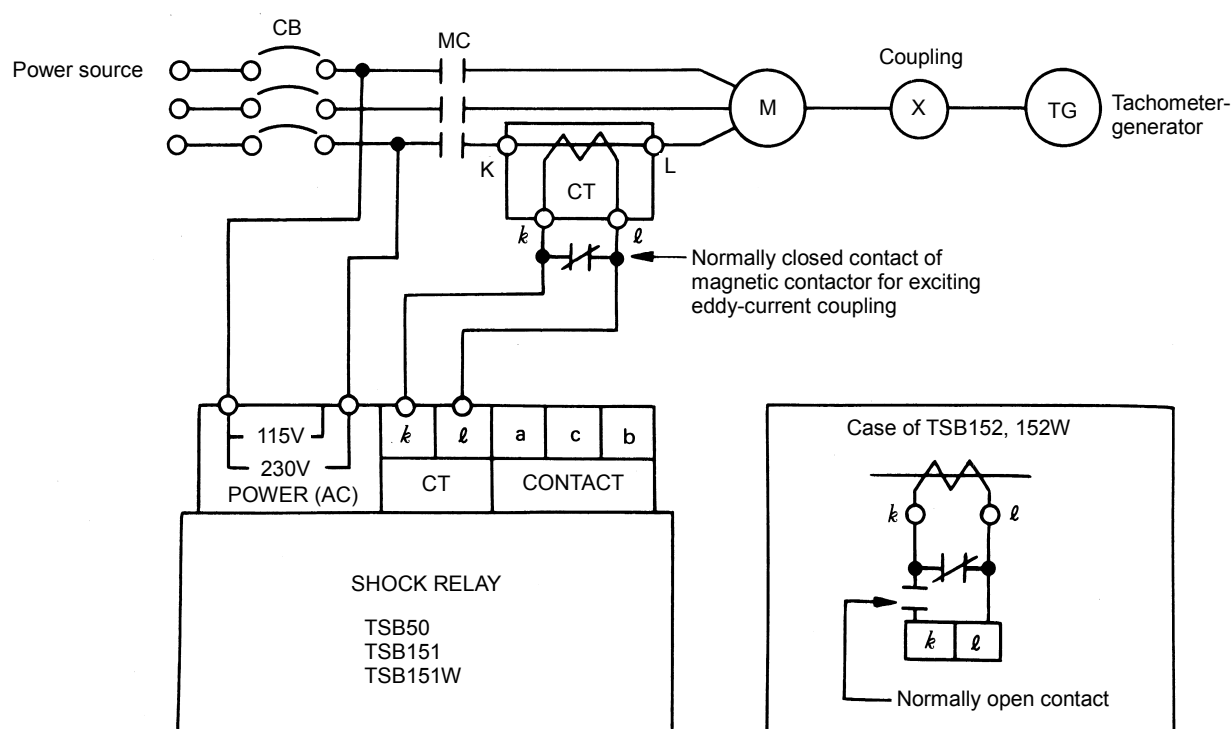 CB
MC
Power source
Coupling
M
X
TG
Tachometer-
generator
K
L
CT
k
ℓ
Normally closed contact of
magnetic contactor for exciting
eddy-current coupling
115V
230V
POWER (AC)
k
ℓ
a
c
b
CT
CONTACT
SHOCK RELAY
TSB50
TSB151
TSB151W
Case of TSB152, 152W
k
ℓ
k
ℓ
Normally open contact